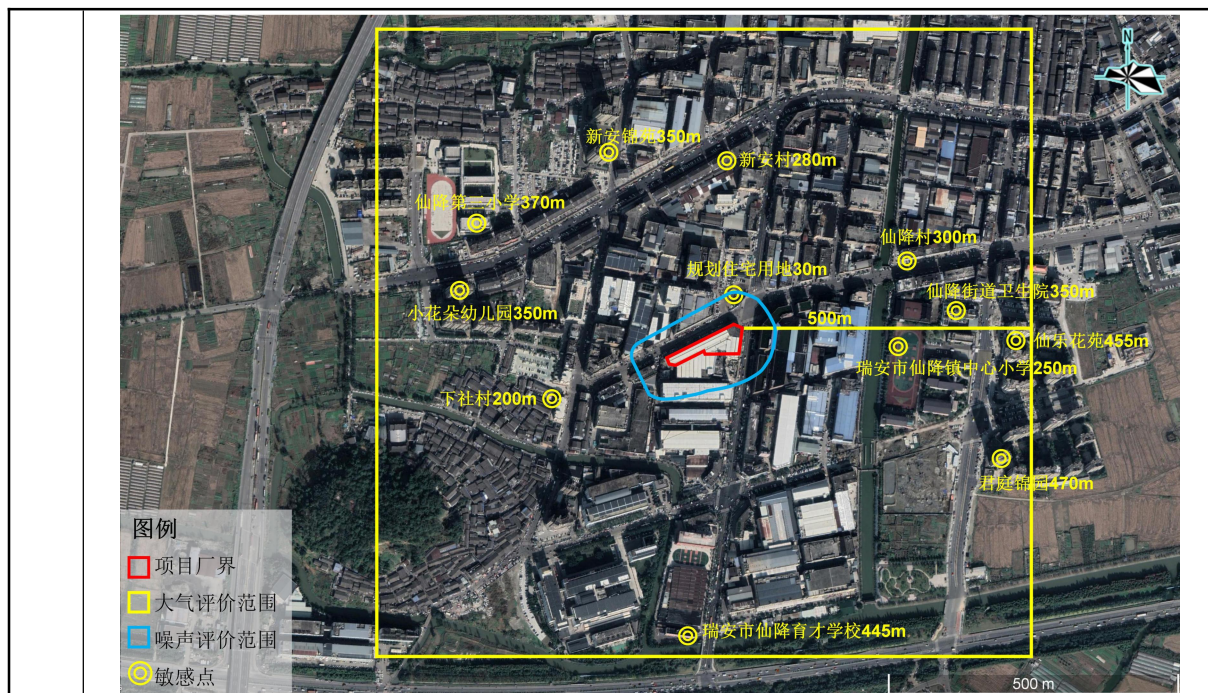 N
新安锦苑350m
新安村280m
仙降第三小学370m
仙降村300m
规划住宅用地30m
仙降街道卫生院350m
小花朵幼儿园350m
500m
仙乐花苑455m
瑞安市仙降镇中心小学250m
下社村200m
君庭锦园470m
图例
项目厂界
大气评价范围
噪声评价范围
敏感点
瑞安市仙降育才学校445m
500 m